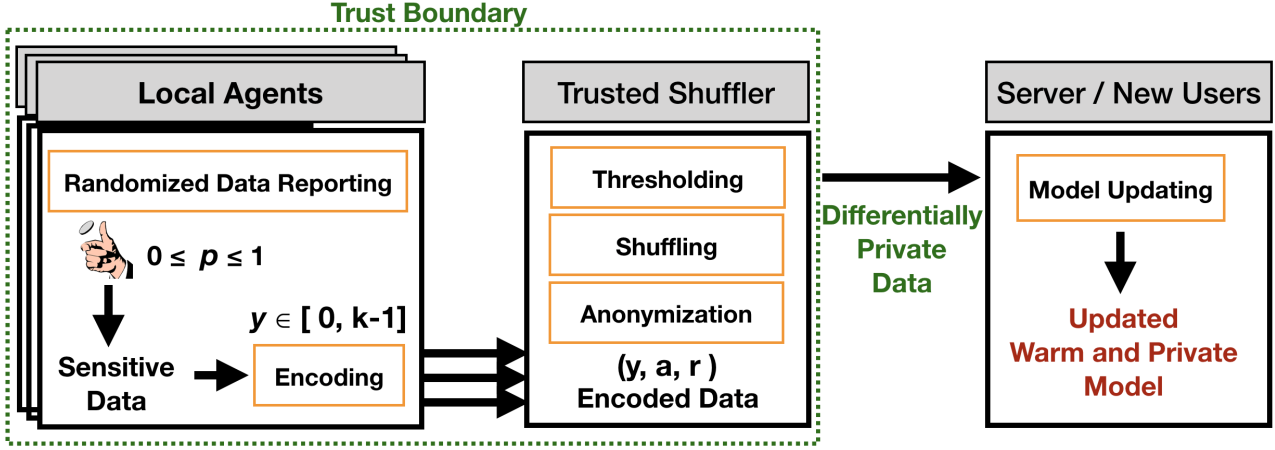 Trust Boundary
Local Agents
Randomized Data Reporting
0 ≤ p ≤ 1
y ∈ [ 0, k-1]
Sensitive
Data
Encoding
Trusted Shuffler
Thresholding
Shuffling
Anonymization
(y, a, r )
Encoded Data
Differentially
Private
Data
Server / New Users
Model Updating
Updated
Warm and Private
Model